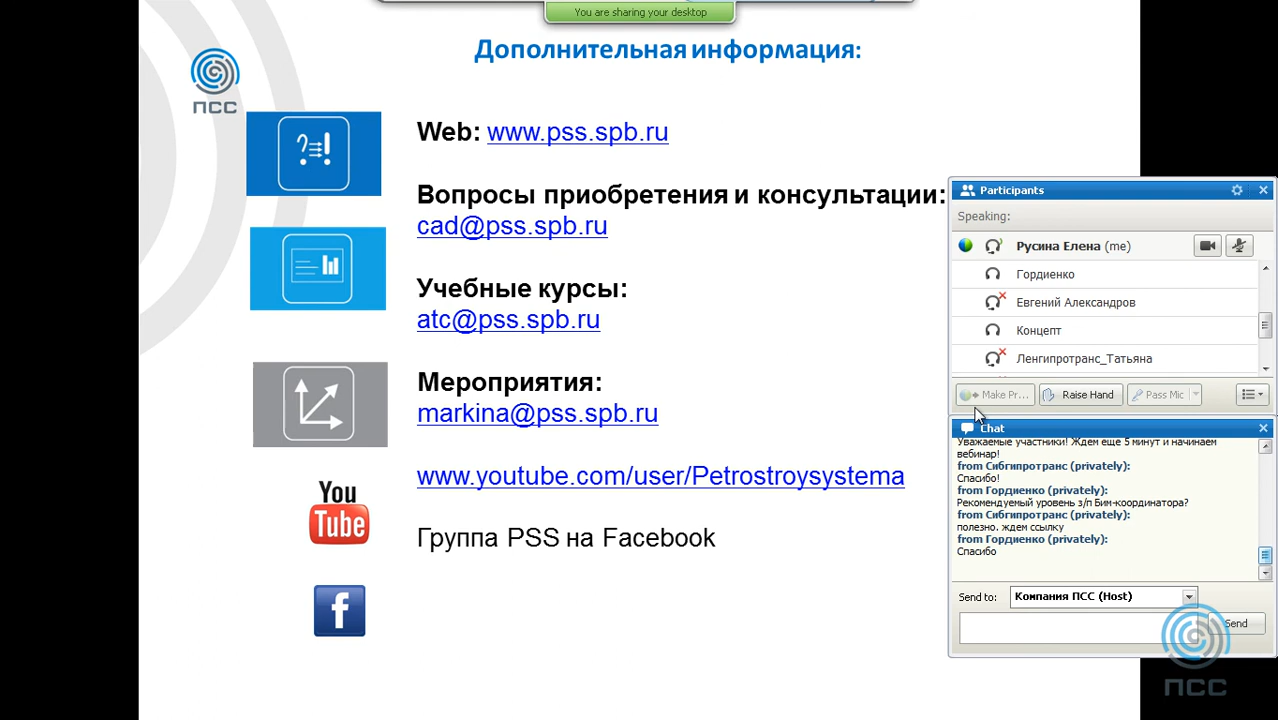 You are sharing your desktop
Дополнительная информация:
ПСС
Web: www.pss.spb.ru
Вопросы приобретения и консультации:
cad@pss.spb.ru
Учебные курсы:
atc@pss.spb.ru
Мероприятия:
markina@pss.spb.ru
You
Tube
www.youtube.com/user/Petrostroysystema
Группа PSS на Facebook
f
Participants
Speaking:
Русина Елена (me)
Гордиенко
Евгений Александров
Концепт
Ленгипротранс_Татьяна
Make Pr...
Raise Hand
Pass Mic
Chat
Уважаемые участники! Ждем еще 5 минут и начинаем
вебинар!
from Сибгипротранс (privately):
Спасибо!
from Гордиенко (privately):
Рекомендуемый уровень з/п Бим-координатора?
from Сибгипротранс (privately):
полезно. ждем ссылку
from Гордиенко (privately):
Спасибо
Send to: Компания ПСС (Host)
Send
ПСС